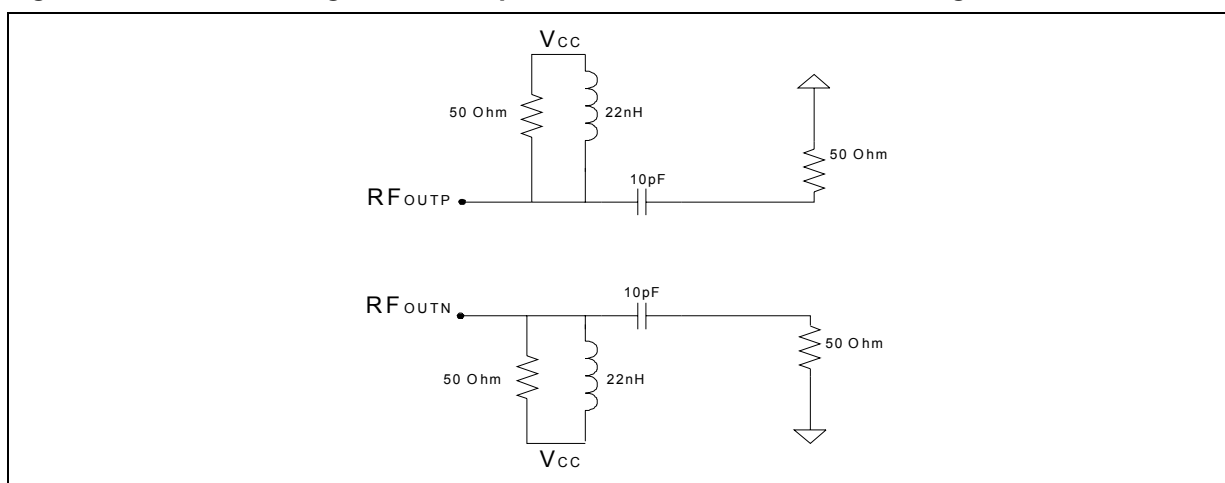 VCC
50 Ohm
22nH
50 Ohm
10pF
RFOUTP
10pF
RFOUTN
50 Ohm
50 Ohm
22nH
VCC